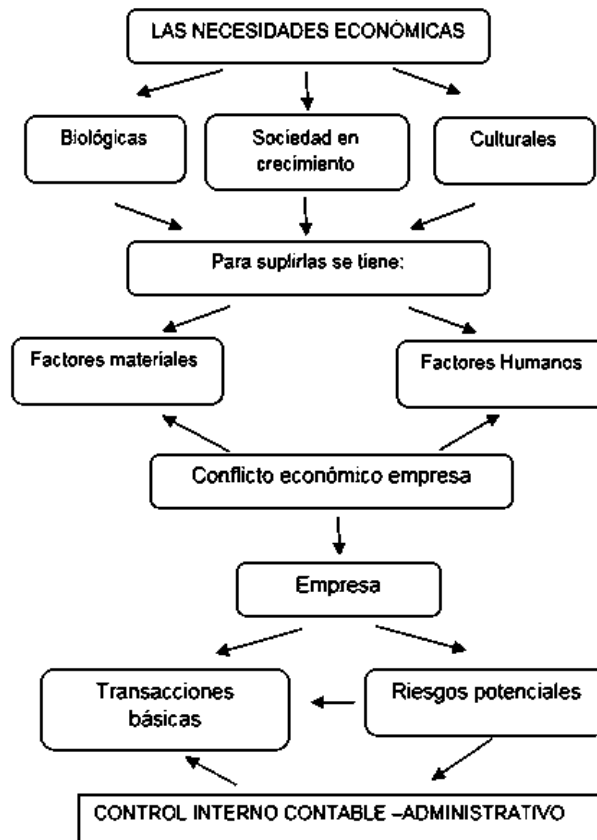 LAS NECESIDADES ECONÓMICAS
Biológicas
Sociedad en
crecimiento
Culturales
Para suplirlas se tiene:
Factores materiales
Factores Humanos
Conflicto económico empresa
Empresa
Transacciones
básicas
Riesgos potenciales
CONTROL INTERNO CONTABLE –ADMINISTRATIVO